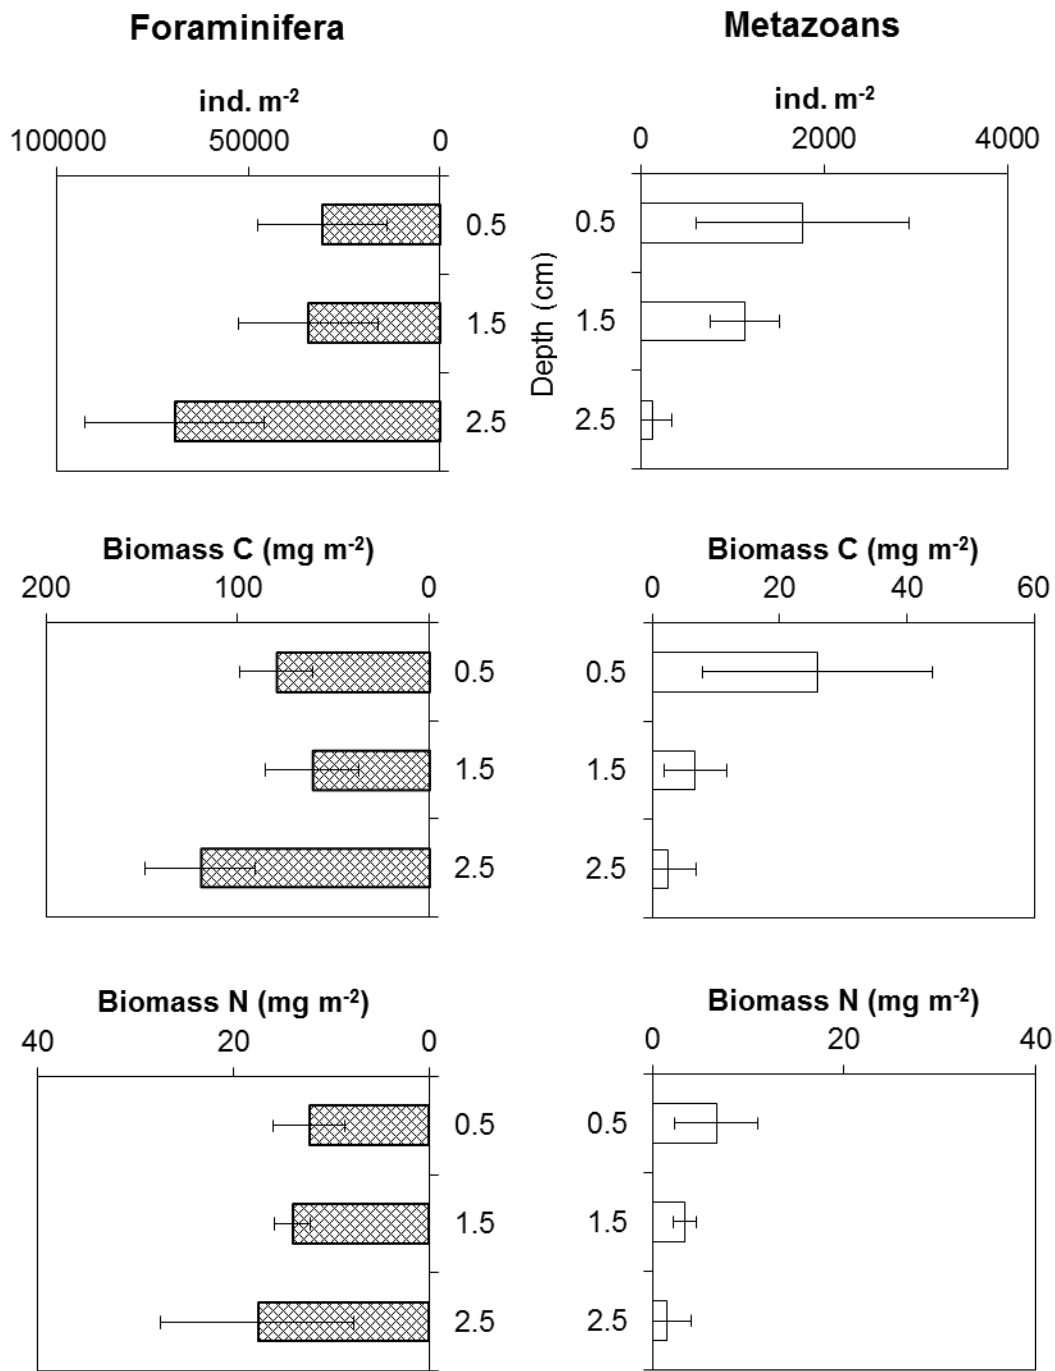 Foraminifera Metazoans
ind. m-2 ind. m-2
100000 50000 0 0 2000 4000
0.5 0.5
1.5 Depth (cm) 1.5
2.5 2.5
Biomass C (mg m-2) Biomass C (mg m-2)
200 100 0 0 20 40 60
0.5 0.5
1.5 1.5
2.5 2.5
Biomass N (mg m-2) Biomass N (mg m-2)
40 20 0 0 20 40
0.5 0.5
1.5 1.5
2.5 2.5